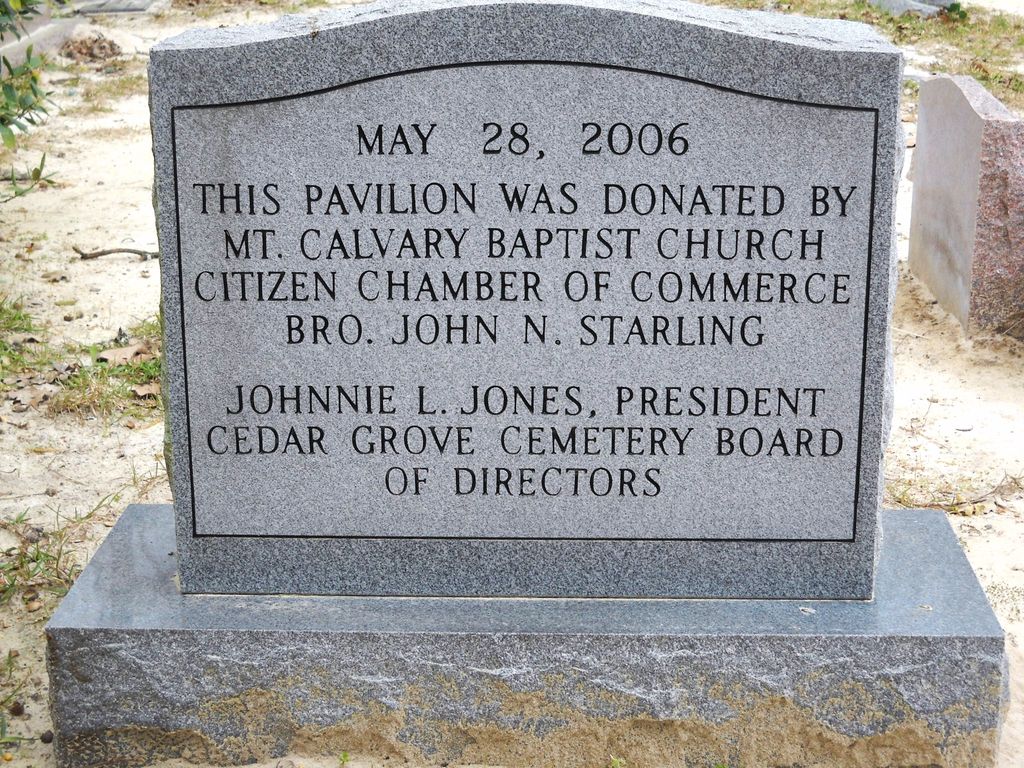 MAY 28, 2006
THIS PAVILION WAS DONATED BY
MT. CALVARY BAPTIST CHURCH
CITIZEN CHAMBER OF COMMERCE
BRO. JOHN N. STARLING
JOHNNIE L. JONES, PRESIDENT
CEDAR GROVE CEMETERY BOARD
OF DIRECTORS